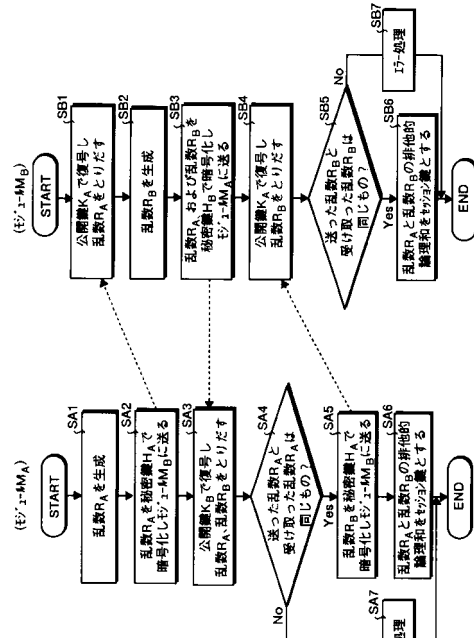 (ﾓｼﾞｭｰﾙMA)
START
SA1
乱数RAを生成
SA2
乱数RAを秘密鍵HAで
暗号化しﾓｼﾞｭｰﾙMBに送る
SA3
公開鍵KBで復号し
乱数RA、乱数RBをとりだす
SA4
送った乱数RAと
受け取った乱数RAは
同じもの?
No
Yes
SA5
乱数RBを秘密鍵HAで
暗号化しﾓｼﾞｭｰﾙMBに送る
SA6
乱数RAと乱数RBの排他的
論理和をｾｯｼｮﾝ鍵とする
SA7
処理
END
(ﾓｼﾞｭｰﾙMB)
START
SB1
公開鍵KAで復号し
乱数RAをとりだす
SB2
乱数RBを生成
SB3
乱数RA、および乱数RBを
秘密鍵HBで暗号化し
ﾓｼﾞｭｰﾙMAに送る
SB4
公開鍵KAで復号し
乱数RBをとりだす
SB5
送った乱数RBと
受け取った乱数RBは
同じもの?
No
Yes
SB6
乱数RAと乱数RBの排他的
論理和をｾｯｼｮﾝ鍵とする
SB7
ｴﾗｰ処理
END